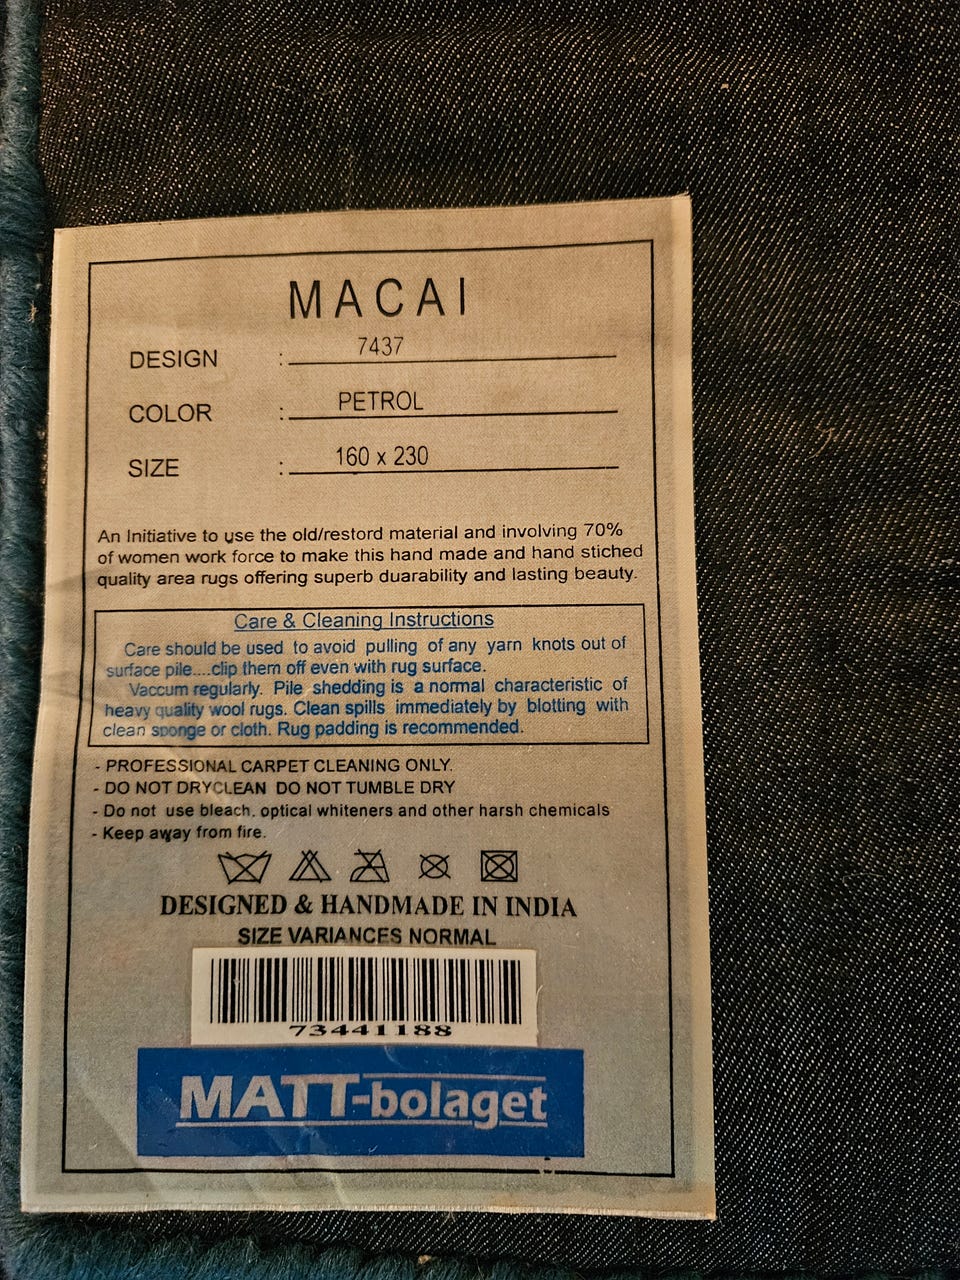 MACAI
DESIGN : 7437
COLOR : PETROL
SIZE : 160 x 230
An Initiative to use the old/restord material and involving 70%
of women work force to make this hand made and hand stiched
quality area rugs offering superb duarability and lasting beauty.
Care & Cleaning Instructions
Care should be used to avoid pulling of any yarn knots out of
surface pile....clip them off even with rug surface.
Vaccum regularly. Pile shedding is a normal characteristic of
heavy quality wool rugs. Clean spills immediately by blotting with
clean sponge or cloth. Rug padding is recommended.
- PROFESSIONAL CARPET CLEANING ONLY.
- DO NOT DRYCLEAN DO NOT TUMBLE DRY
- Do not use bleach, optical whiteners and other harsh chemicals
- Keep away from fire.
DESIGNED & HANDMADE IN INDIA
SIZE VARIANCES NORMAL
73441188
MATT-bolaget